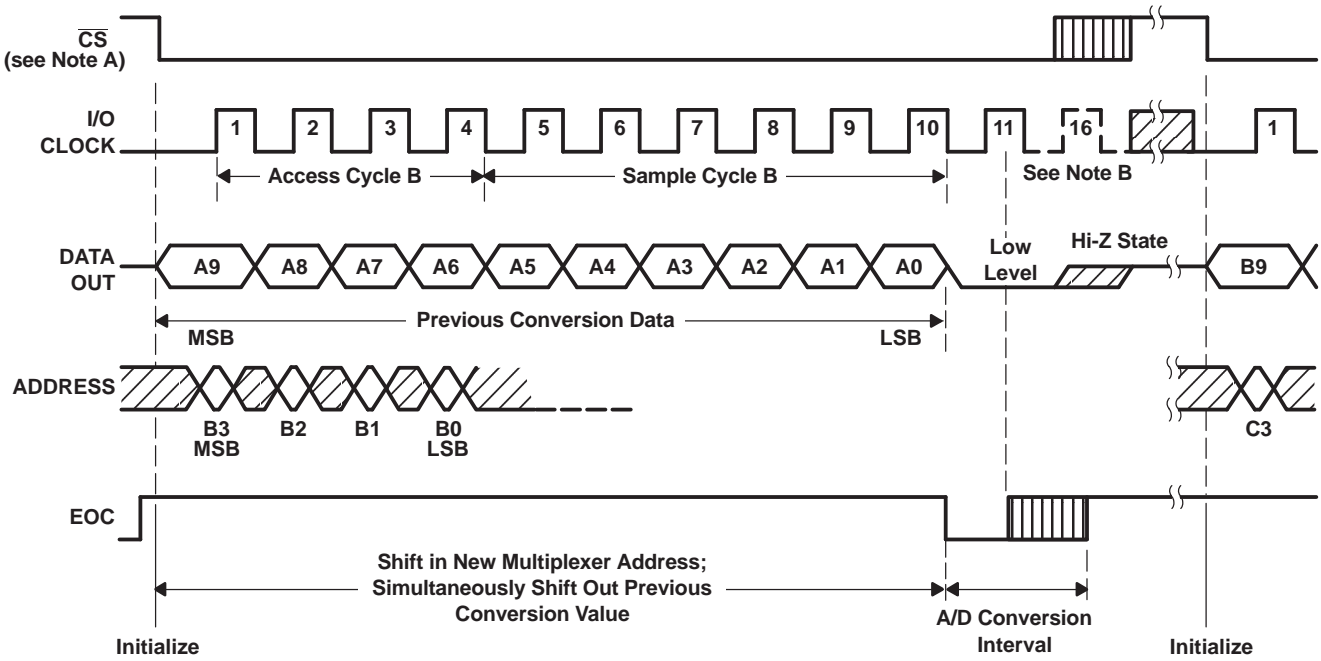 CS
(see Note A)
I/O
CLOCK
1 2 3 4 5 6 7 8 9 10 11 16 1
Access Cycle B
Sample Cycle B
See Note B
DATA
OUT
A9 A8 A7 A6 A5 A4 A3 A2 A1 A0
Low
Level
Hi-Z State
B9
Previous Conversion Data
MSB
LSB
ADDRESS
B3 B2 B1 B0
MSB LSB
C3
EOC
Shift in New Multiplexer Address;
Simultaneously Shift Out Previous
Conversion Value
A/D Conversion
Interval
Initialize
Initialize